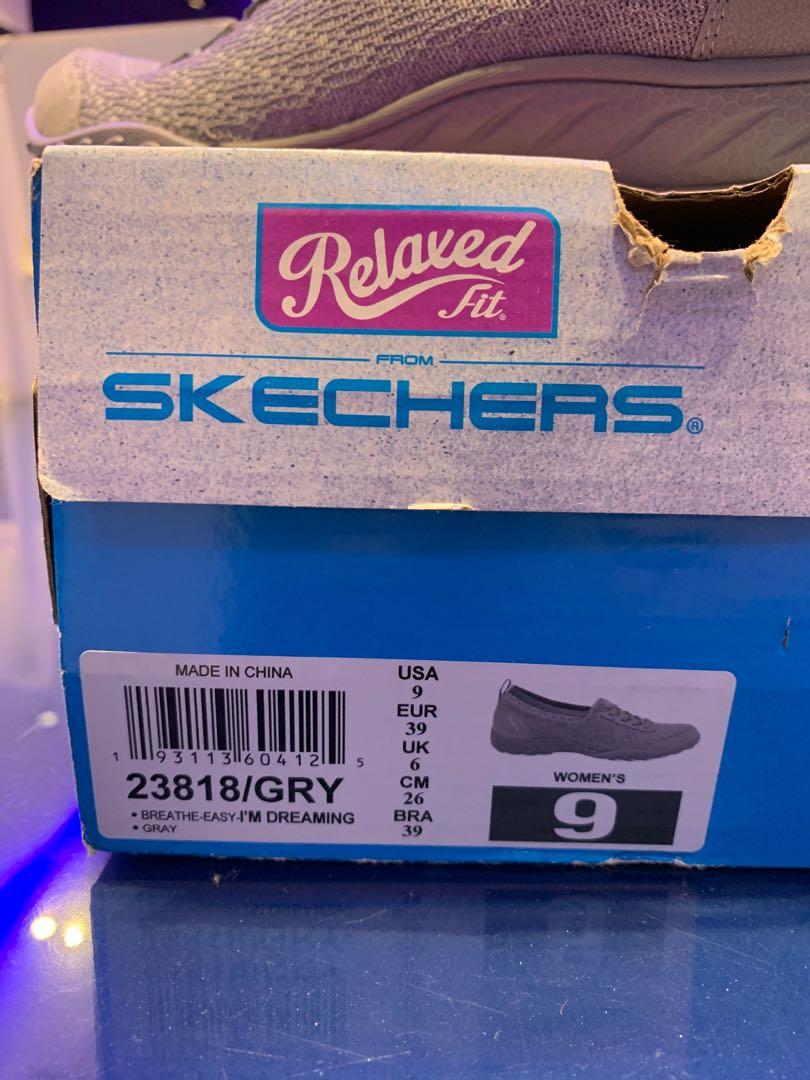 Relaxed
Fit®
FROM
SKECHERS®
MADE IN CHINA
1 93113 60412 5
23818/GRY
• BREATHE-EASY-I'M DREAMING
• GRAY
USA
9
EUR
39
UK
6
CM
26
BRA
39
WOMEN'S
9